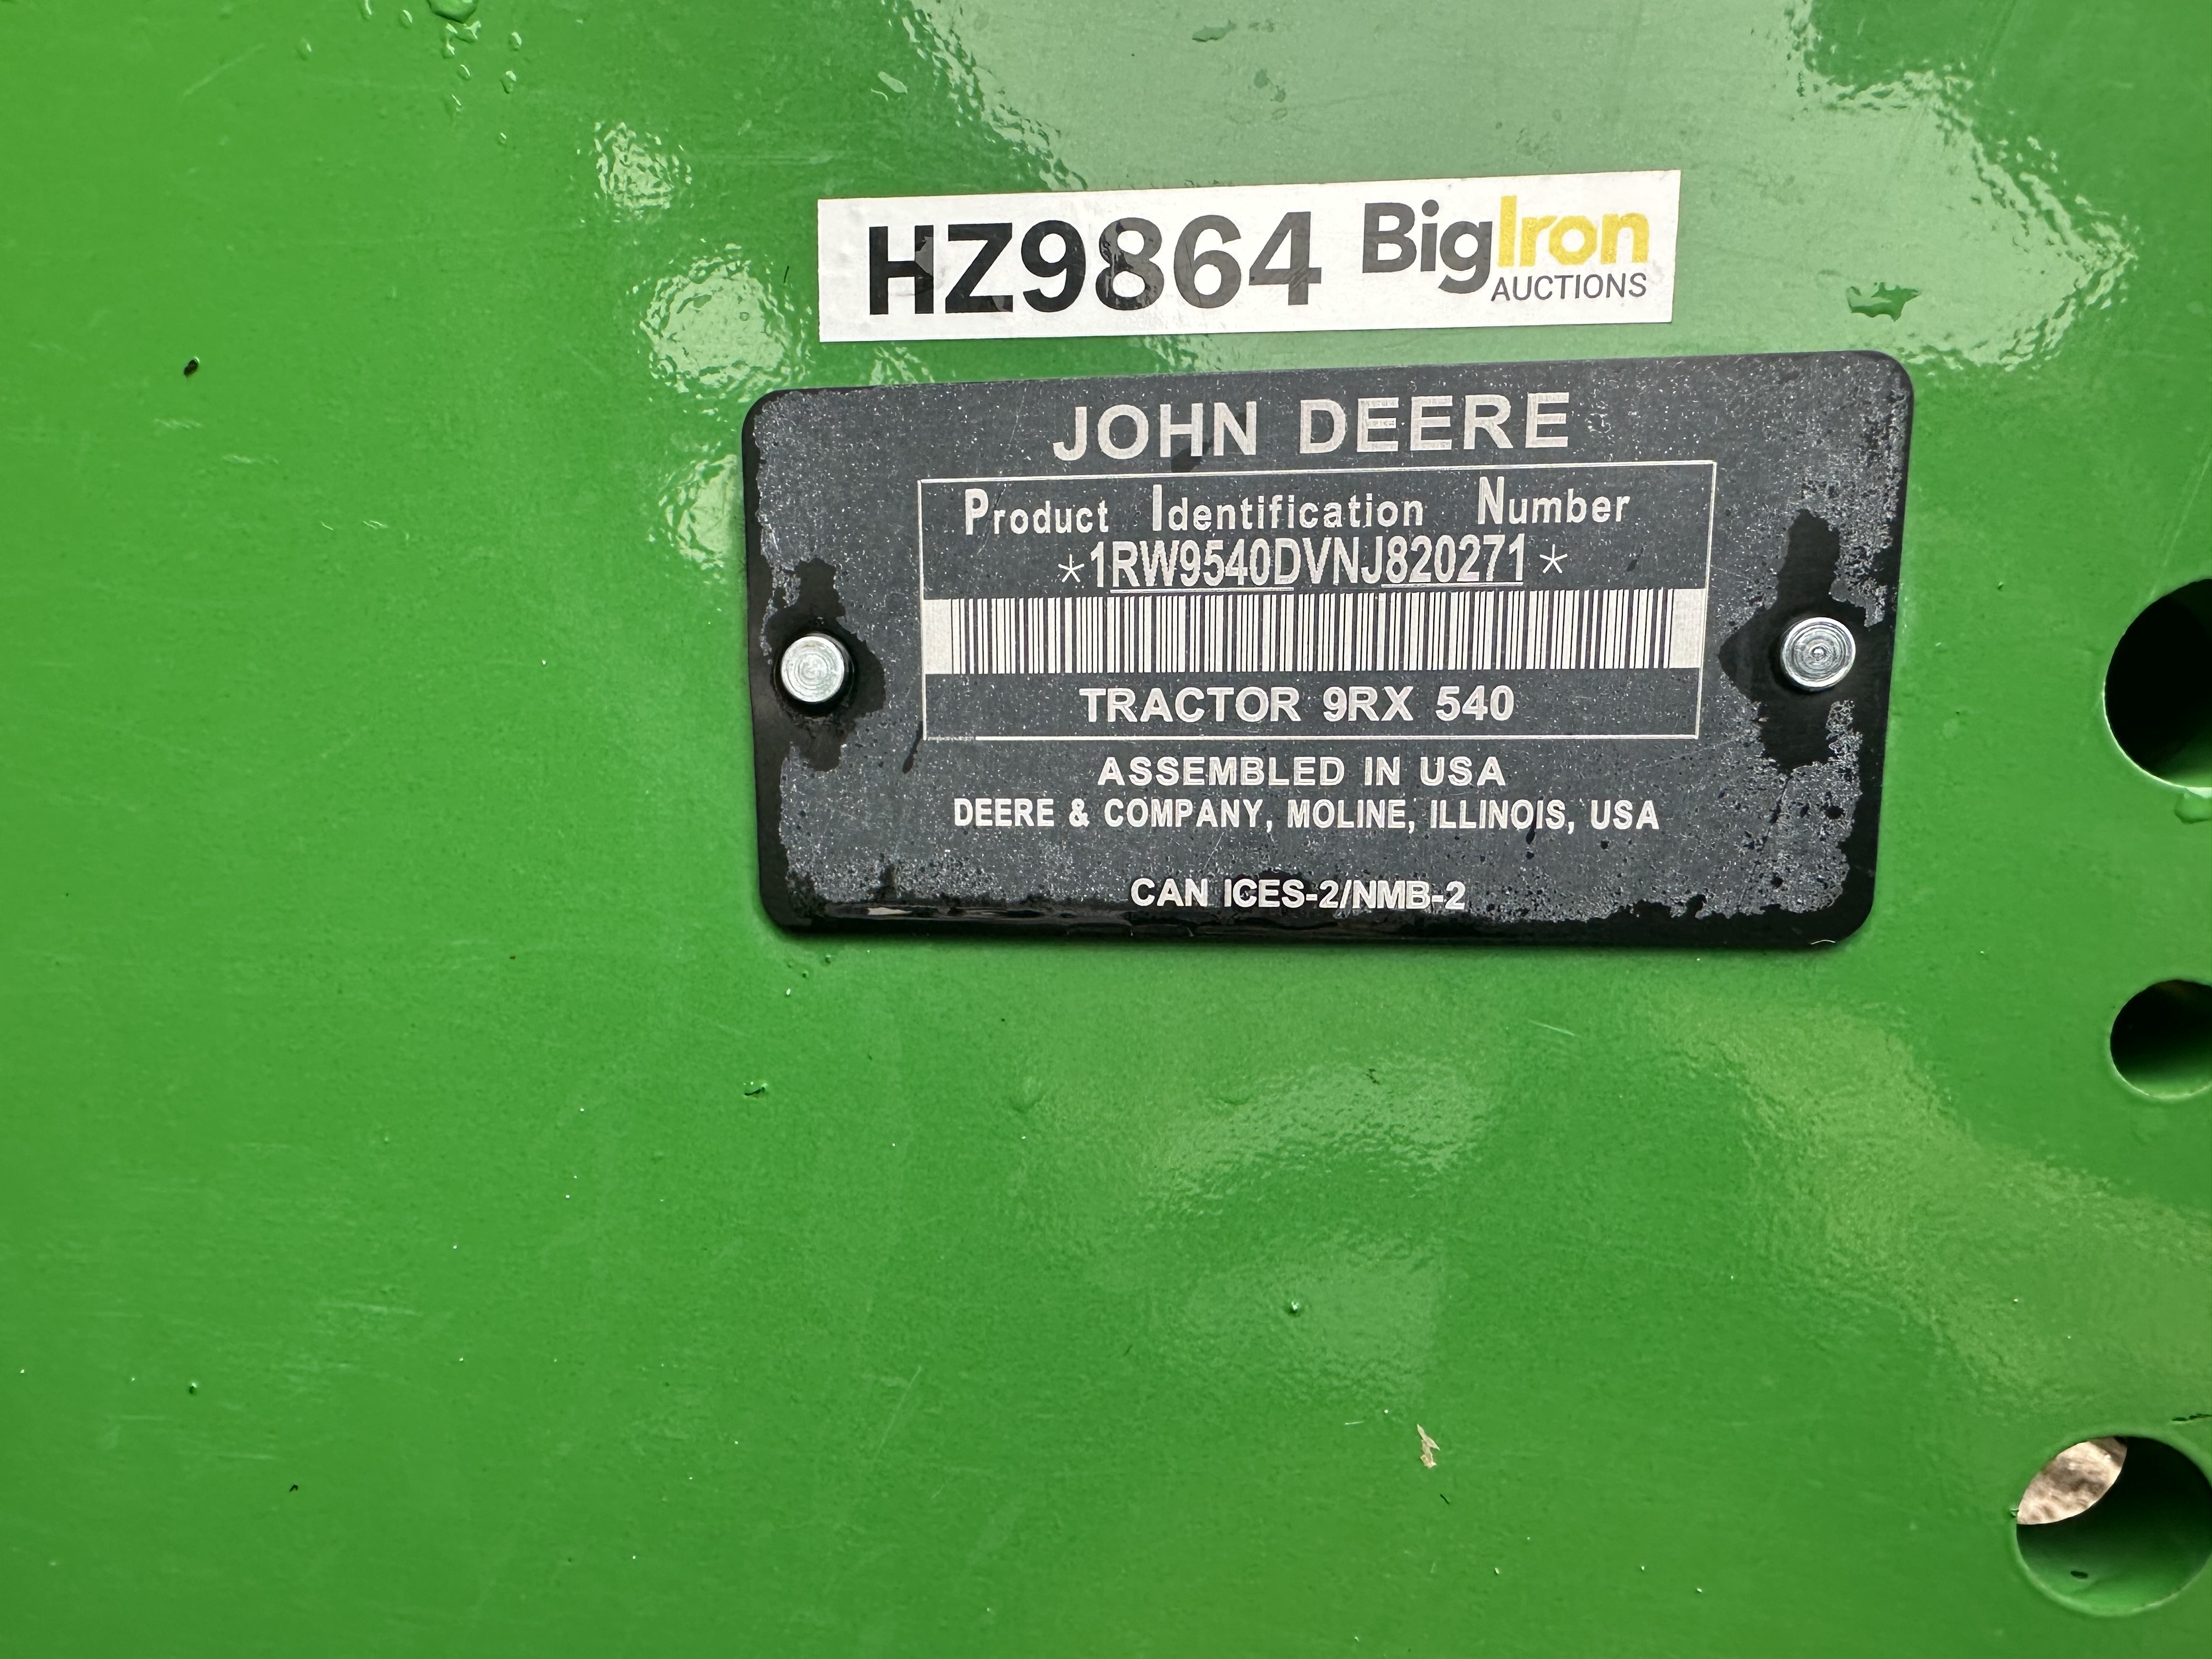 HZ9864 BigIron
AUCTIONS
JOHN DEERE
Product Identification Number
*1RW9540DVNJ820271*
TRACTOR 9RX 540
ASSEMBLED IN USA
DEERE & COMPANY, MOLINE, ILLINOIS, USA
CAN ICES-2/NMB-2